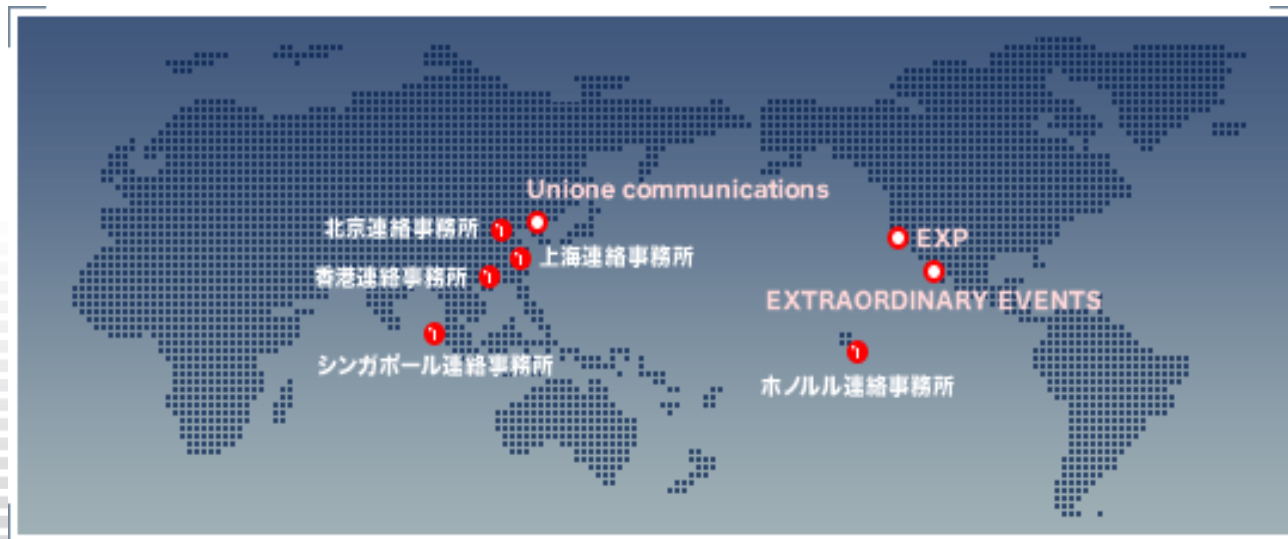 Unione communications
北京連絡事務所
上海連絡事務所
香港連絡事務所
シンガポール連絡事務所
EXP
EXTRAORDINARY EVENTS
ホノルル連絡事務所